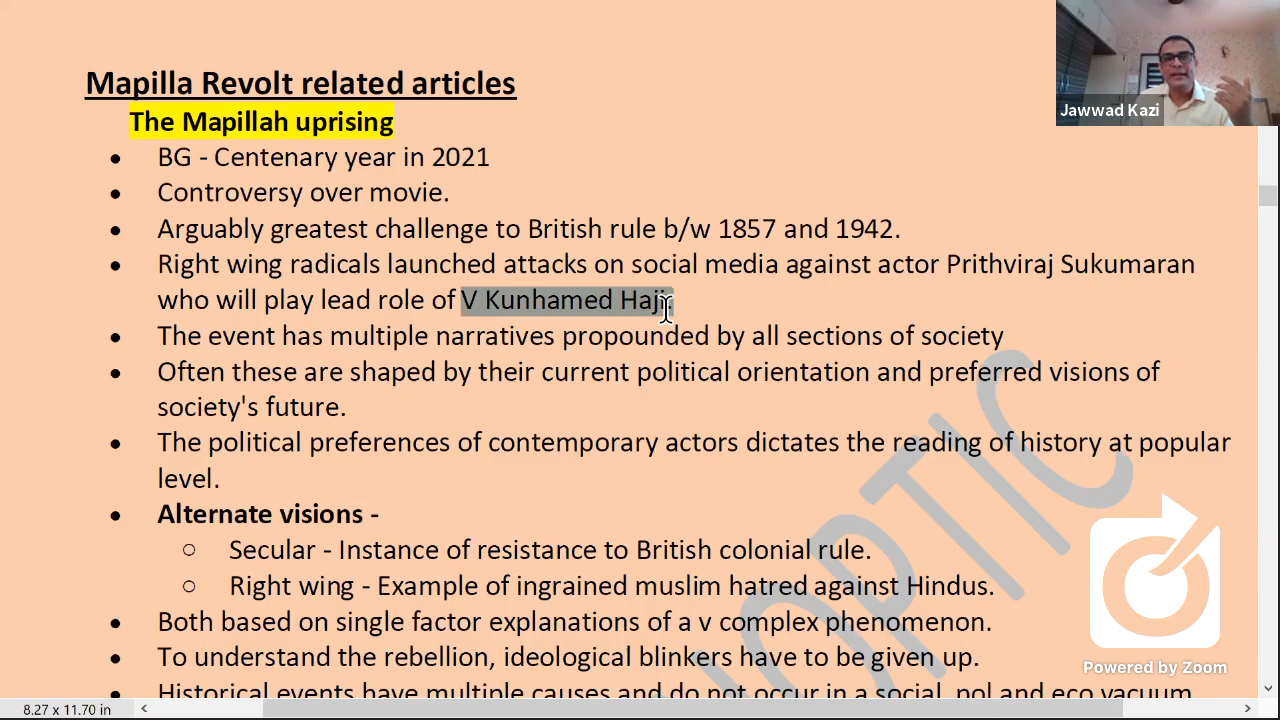 Mapilla Revolt related articles
The Mapillah uprising
• BG - Centenary year in 2021
• Controversy over movie.
• Arguably greatest challenge to British rule b/w 1857 and 1942.
• Right wing radicals launched attacks on social media against actor Prithviraj Sukumaran
who will play lead role of V Kunhamed Haji.
• The event has multiple narratives propounded by all sections of society
• Often these are shaped by their current political orientation and preferred visions of
society's future.
• The political preferences of contemporary actors dictates the reading of history at popular
level.
• Alternate visions -
○ Secular - Instance of resistance to British colonial rule.
○ Right wing - Example of ingrained muslim hatred against Hindus.
• Both based on single factor explanations of a v complex phenomenon.
• To understand the rebellion, ideological blinkers have to be given up.
• Historical events have multiple causes and do not occur in a social, pol and eco vacuum
Jawwad Kazi
OPTIC
Powered by Zoom
8.27 x 11.70 in